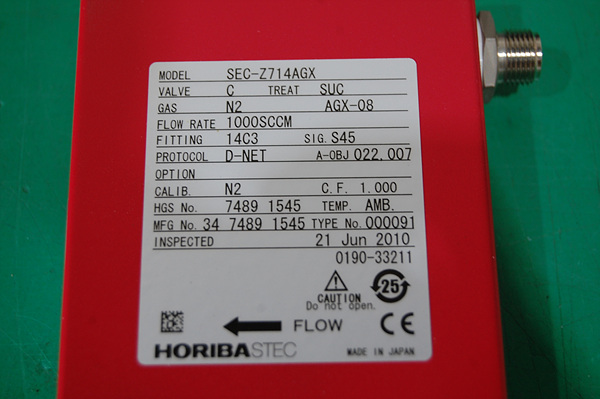 MODEL SEC-Z714AGX
VALVE C TREAT SUC
GAS N2 AGX-08
FLOW RATE 1000SCCM
FITTING 14C3 SIG. S45
PROTOCOL D-NET A-OBJ 022.007
OPTION
CALIB. N2 C.F. 1.000
HGS No. 7489 1545 TEMP. AMB.
MFG No. 34 7489 1545 TYPE No. 000091
INSPECTED 21 Jun 2010
0190-33211
CAUTION
Do not open.
25
FLOW CE
HORIBASTEC MADE IN JAPAN